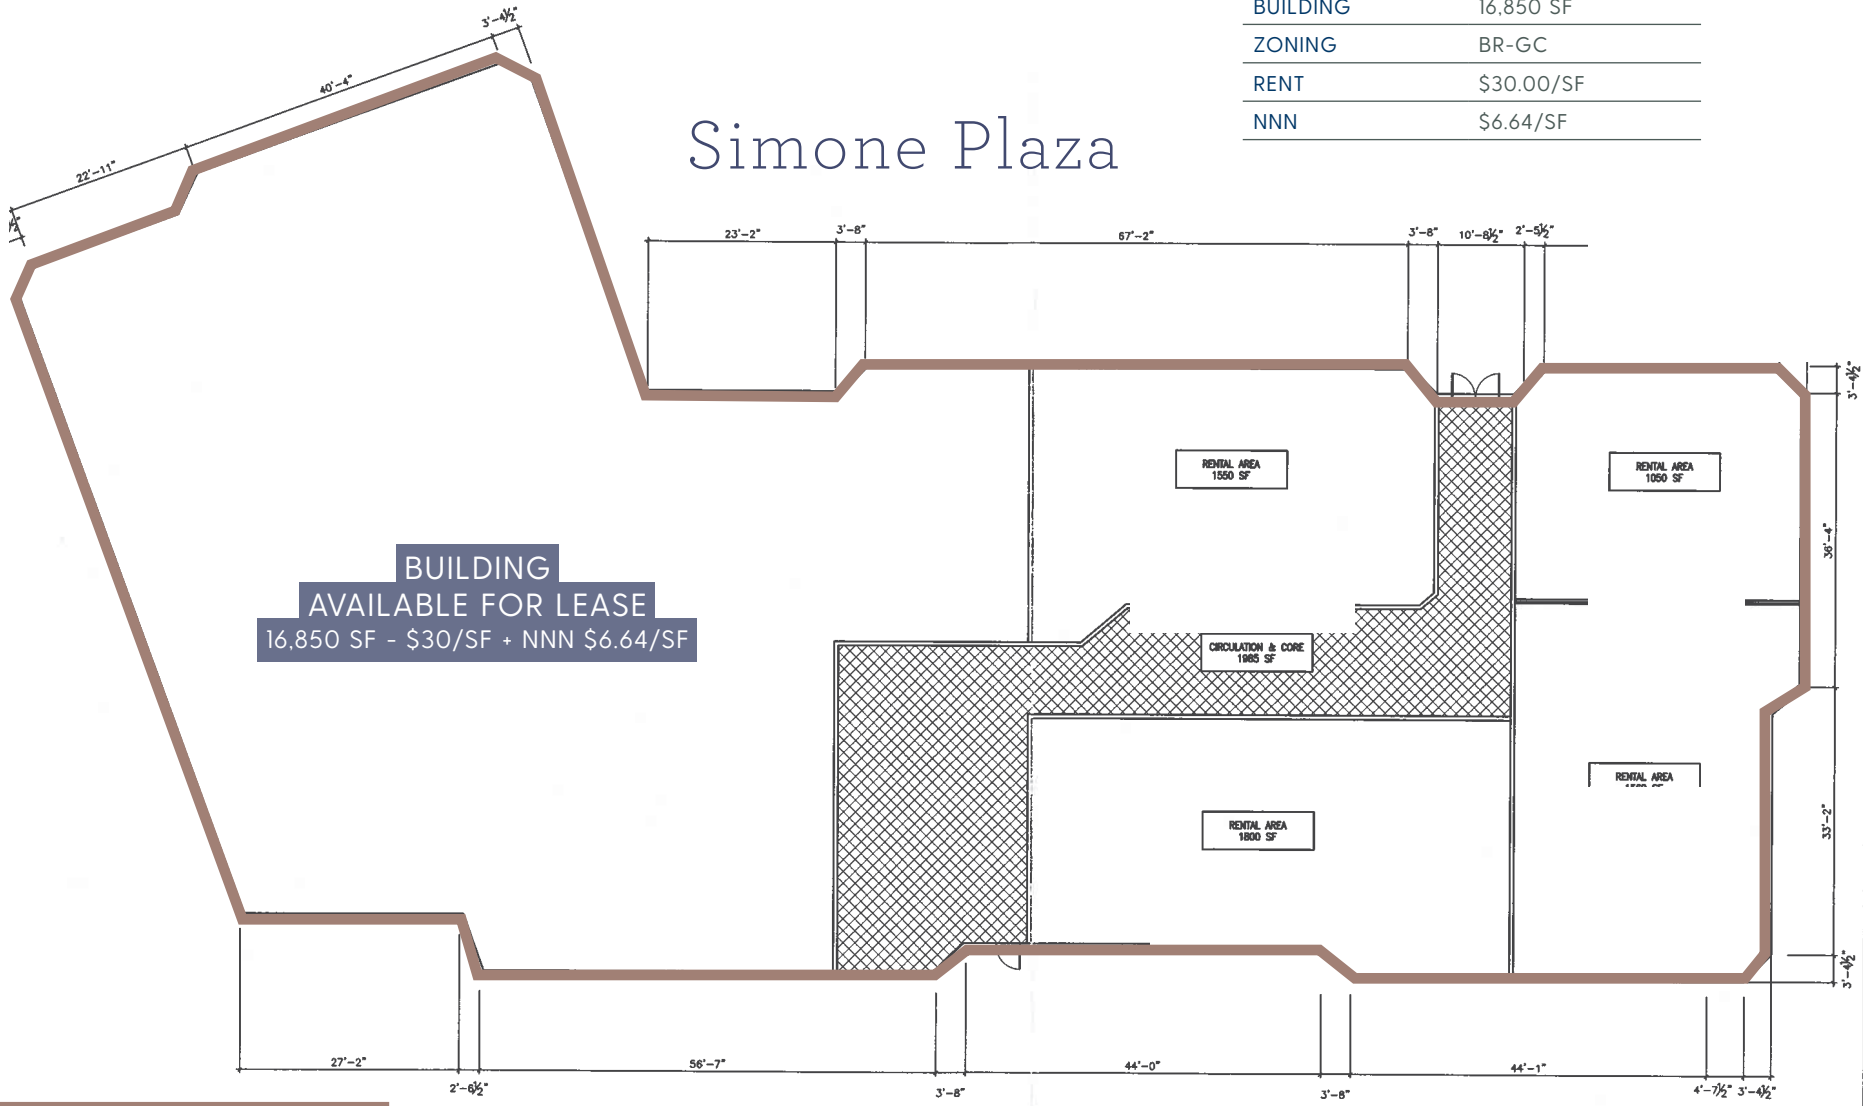 BUILDING 16,850 SF
ZONING BR-GC
RENT $30.00/SF
NNN $6.64/SF
Simone Plaza
3'-4½"
40'-4"
22'-11"
23'-2"
3'-8"
67'-2"
3'-8"
10'-8½"
2'-5½"
3'-4½"
36'-4"
33'-2"
3'-4½"
RENTAL AREA
1550 SF
RENTAL AREA
1050 SF
BUILDING
AVAILABLE FOR LEASE
16,850 SF - $30/SF + NNN $6.64/SF
CIRCULATION & CORE
1985 SF
RENTAL AREA
RENTAL AREA
1800 SF
27'-2"
2'-6½"
56'-7"
3'-8"
44'-0"
3'-8"
44'-1"
4'-7½"
3'-4½"